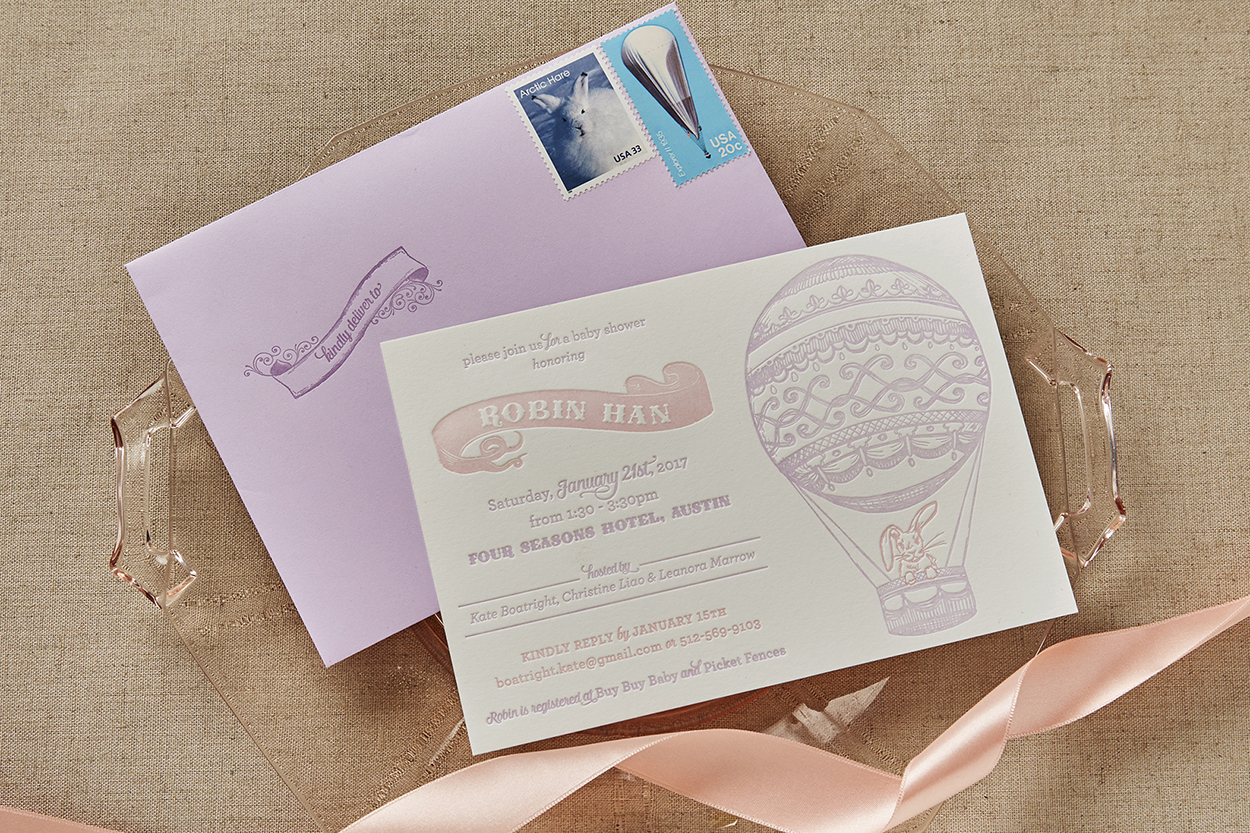 Arctic Hare
USA 33
Explorer II 1935
USA
20c
kindly deliver to
please join us for a baby shower
honoring
ROBIN HAN
Saturday, January 21st, 2017
from 1:30 - 3:30pm
FOUR SEASONS HOTEL, AUSTIN
hosted by
Kate Boatright, Christine Liao & Leanora Marrow
KINDLY REPLY by JANUARY 15TH
boatright.kate@gmail.com or 512-569-9103
Robin is registered at Buy Buy Baby and Picket Fences